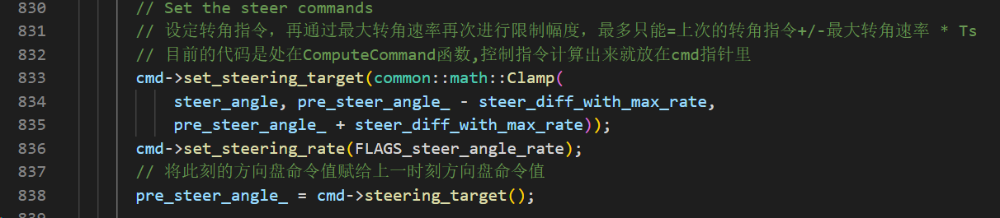 830 // Set the steer commands
831 // 设定转角指令，再通过最大转角速率再次进行限制幅度，最多只能=上次的转角指令+/-最大转角速率 * Ts
832 // 目前的代码是处在ComputeCommand函数,控制指令计算出来就放在cmd指针里
833 cmd->set_steering_target(common::math::Clamp(
834 steer_angle, pre_steer_angle_ - steer_diff_with_max_rate,
835 pre_steer_angle_ + steer_diff_with_max_rate));
836 cmd->set_steering_rate(FLAGS_steer_angle_rate);
837 // 将此刻的方向盘命令值赋给上一时刻方向盘命令值
838 pre_steer_angle_ = cmd->steering_target();